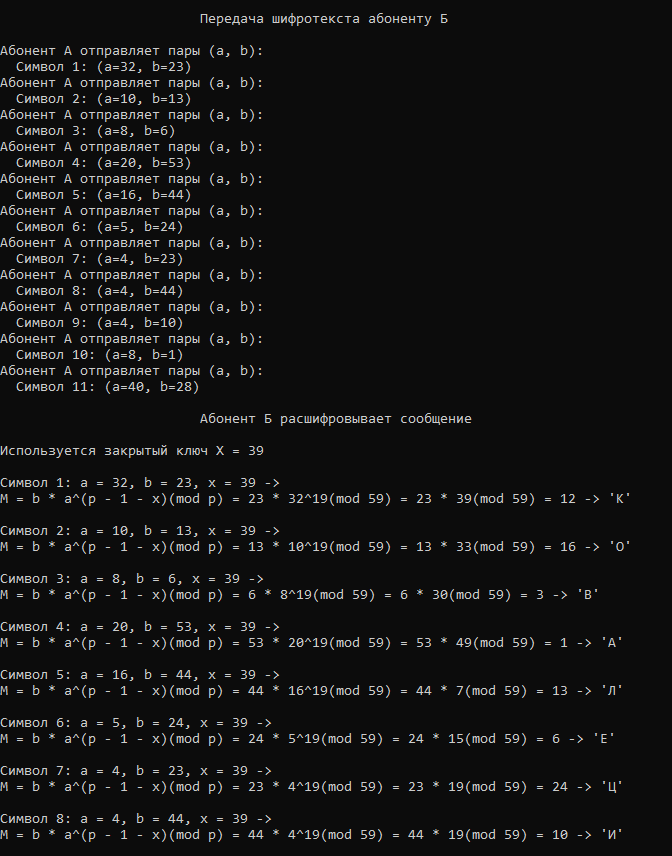 Передача шифротекста абоненту Б
Абонент А отправляет пары (a, b):
Символ 1: (a=32, b=23)
Абонент А отправляет пары (a, b):
Символ 2: (a=10, b=13)
Абонент А отправляет пары (a, b):
Символ 3: (a=8, b=6)
Абонент А отправляет пары (a, b):
Символ 4: (a=20, b=53)
Абонент А отправляет пары (a, b):
Символ 5: (a=16, b=44)
Абонент А отправляет пары (a, b):
Символ 6: (a=5, b=24)
Абонент А отправляет пары (a, b):
Символ 7: (a=4, b=23)
Абонент А отправляет пары (a, b):
Символ 8: (a=4, b=44)
Абонент А отправляет пары (a, b):
Символ 9: (a=4, b=10)
Абонент А отправляет пары (a, b):
Символ 10: (a=8, b=1)
Абонент А отправляет пары (a, b):
Символ 11: (a=40, b=28)
Абонент Б расшифровывает сообщение
Используется закрытый ключ X = 39
Символ 1: a = 32, b = 23, x = 39 ->
M = b * a^(p - 1 - x)(mod p) = 23 * 32^19(mod 59) = 23 * 39(mod 59) = 12 -> 'К'
Символ 2: a = 10, b = 13, x = 39 ->
M = b * a^(p - 1 - x)(mod p) = 13 * 10^19(mod 59) = 13 * 33(mod 59) = 16 -> 'О'
Символ 3: a = 8, b = 6, x = 39 ->
M = b * a^(p - 1 - x)(mod p) = 6 * 8^19(mod 59) = 6 * 30(mod 59) = 3 -> 'В'
Символ 4: a = 20, b = 53, x = 39 ->
M = b * a^(p - 1 - x)(mod p) = 53 * 20^19(mod 59) = 53 * 49(mod 59) = 1 -> 'А'
Символ 5: a = 16, b = 44, x = 39 ->
M = b * a^(p - 1 - x)(mod p) = 44 * 16^19(mod 59) = 44 * 7(mod 59) = 13 -> 'Л'
Символ 6: a = 5, b = 24, x = 39 ->
M = b * a^(p - 1 - x)(mod p) = 24 * 5^19(mod 59) = 24 * 15(mod 59) = 6 -> 'Е'
Символ 7: a = 4, b = 23, x = 39 ->
M = b * a^(p - 1 - x)(mod p) = 23 * 4^19(mod 59) = 23 * 19(mod 59) = 24 -> 'Ц'
Символ 8: a = 4, b = 44, x = 39 ->
M = b * a^(p - 1 - x)(mod p) = 44 * 4^19(mod 59) = 44 * 19(mod 59) = 10 -> 'И'